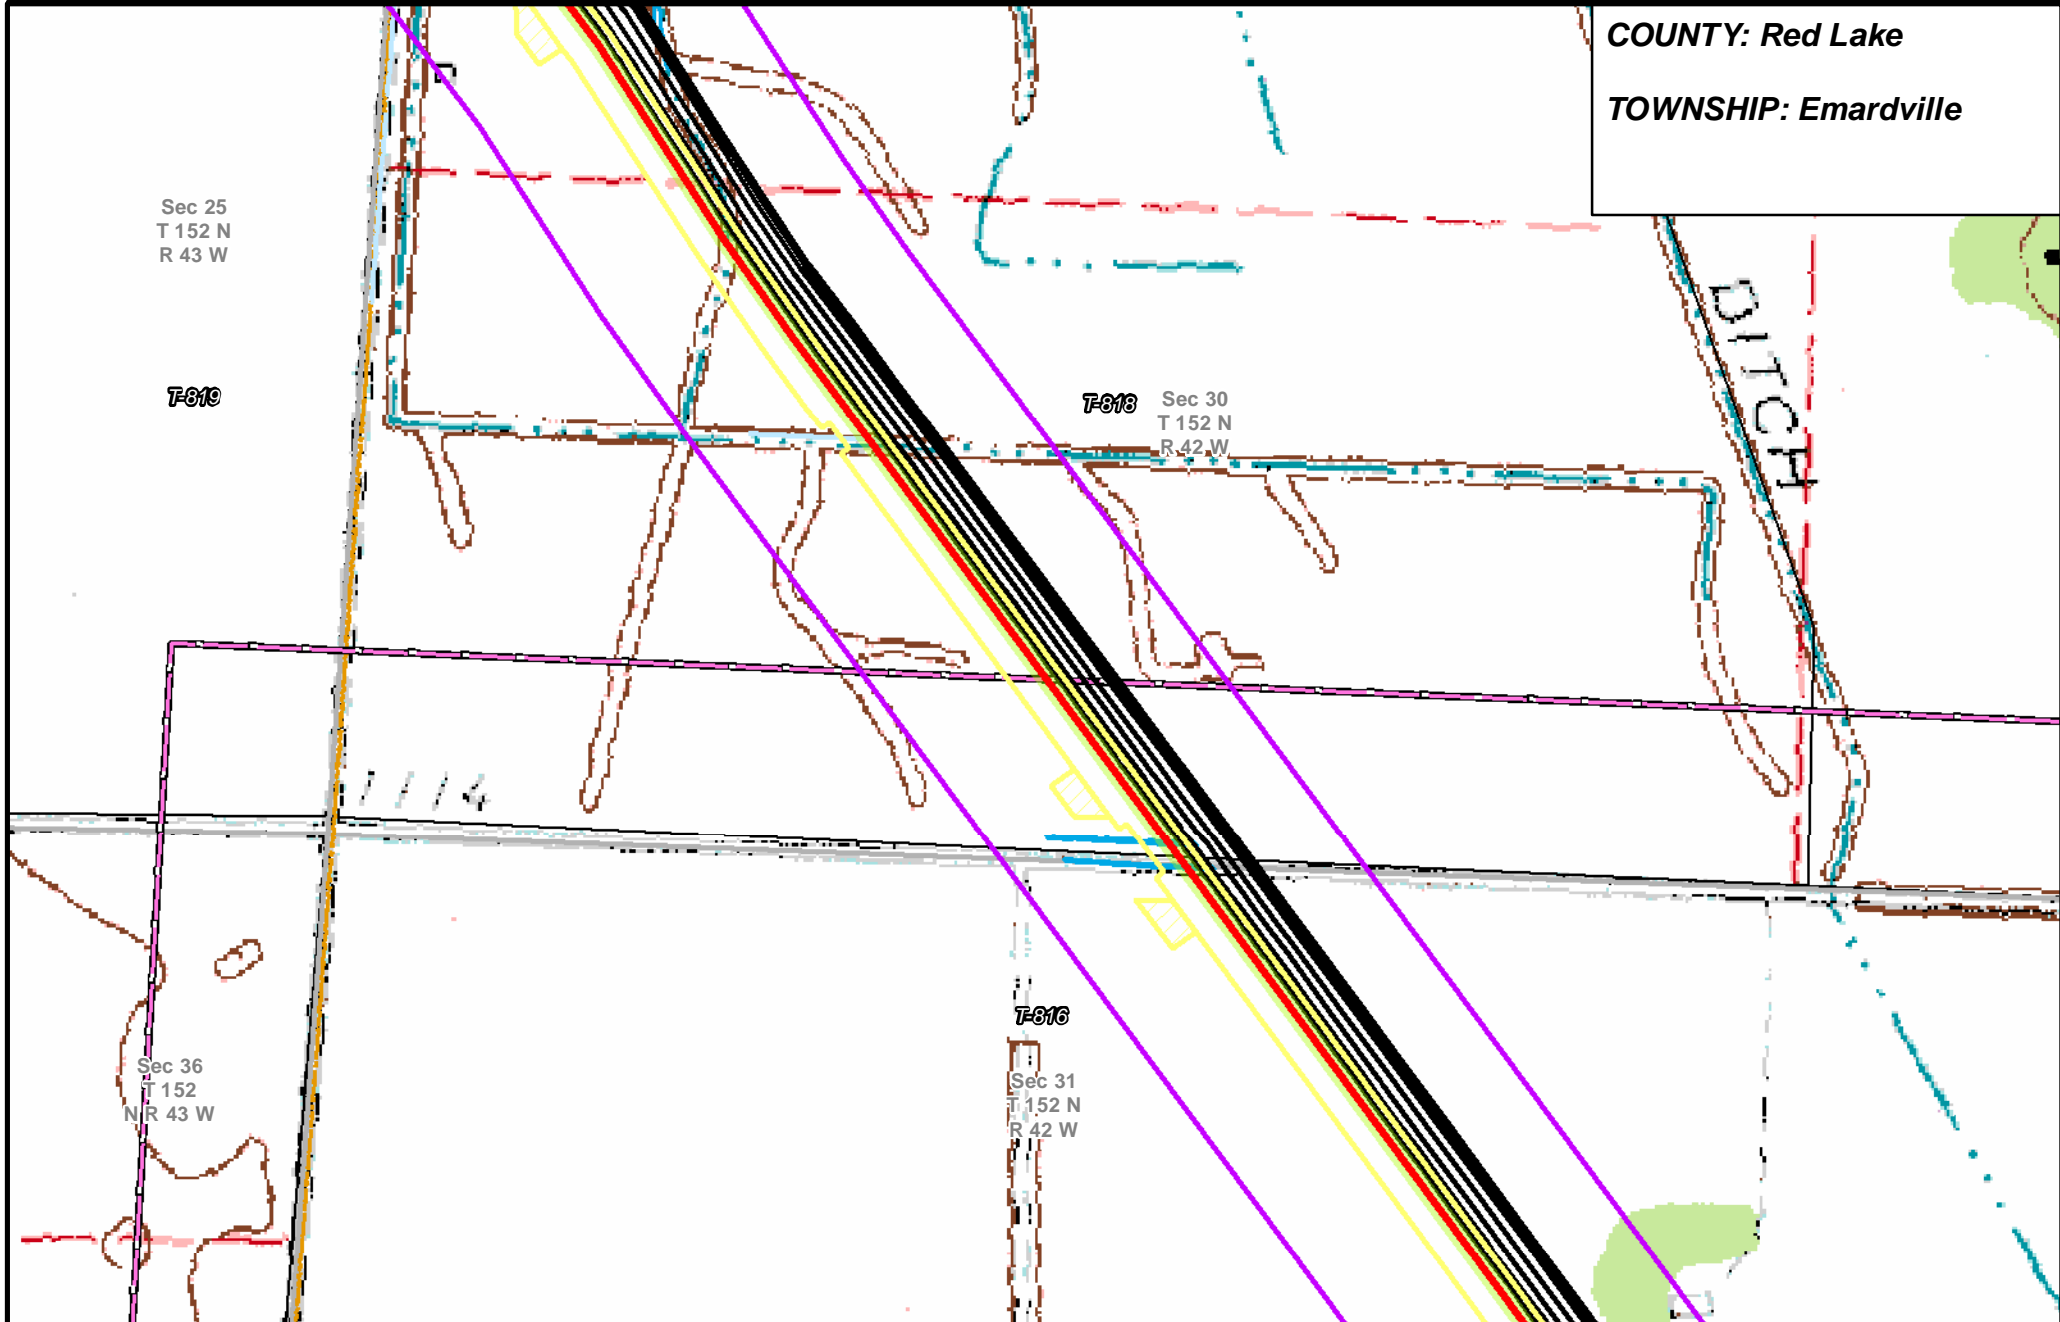 COUNTY: Red Lake
TOWNSHIP: Emardville
Sec 25
T 152 N
R 43 W
T-819
T-818
Sec 30
T 152 N
R 42 W
DITCH
1114
T-816
Sec 36
T 152
N R 43 W
Sec 31
T 152 N
R 42 W